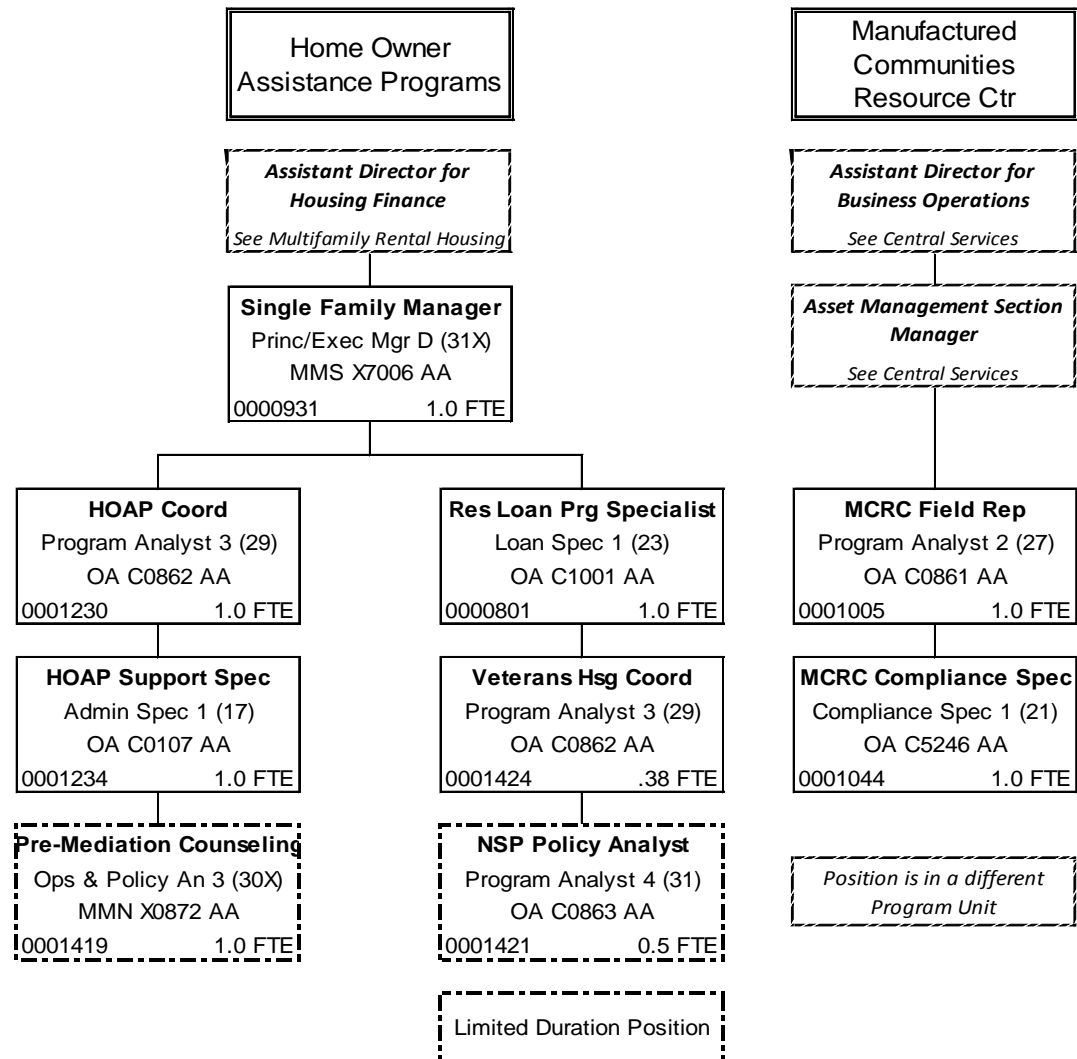 Home Owner
Assistance Programs
Manufactured
Communities
Resource Ctr
Assistant Director for
Housing Finance
See Multifamily Rental Housing
Assistant Director for
Business Operations
See Central Services
Single Family Manager
Princ/Exec Mgr D (31X)
MMS X7006 AA
0000931 1.0 FTE
Asset Management Section
Manager
See Central Services
HOAP Coord
Program Analyst 3 (29)
OA C0862 AA
0001230 1.0 FTE
Res Loan Prg Specialist
Loan Spec 1 (23)
OA C1001 AA
0000801 1.0 FTE
MCRC Field Rep
Program Analyst 2 (27)
OA C0861 AA
0001005 1.0 FTE
HOAP Support Spec
Admin Spec 1 (17)
OA C0107 AA
0001234 1.0 FTE
Veterans Hsg Coord
Program Analyst 3 (29)
OA C0862 AA
0001424 .38 FTE
MCRC Compliance Spec
Compliance Spec 1 (21)
OA C5246 AA
0001044 1.0 FTE
Pre-Mediation Counseling
Ops & Policy An 3 (30X)
MMN X0872 AA
0001419 1.0 FTE
NSP Policy Analyst
Program Analyst 4 (31)
OA C0863 AA
0001421 0.5 FTE
Position is in a different
Program Unit
Limited Duration Position